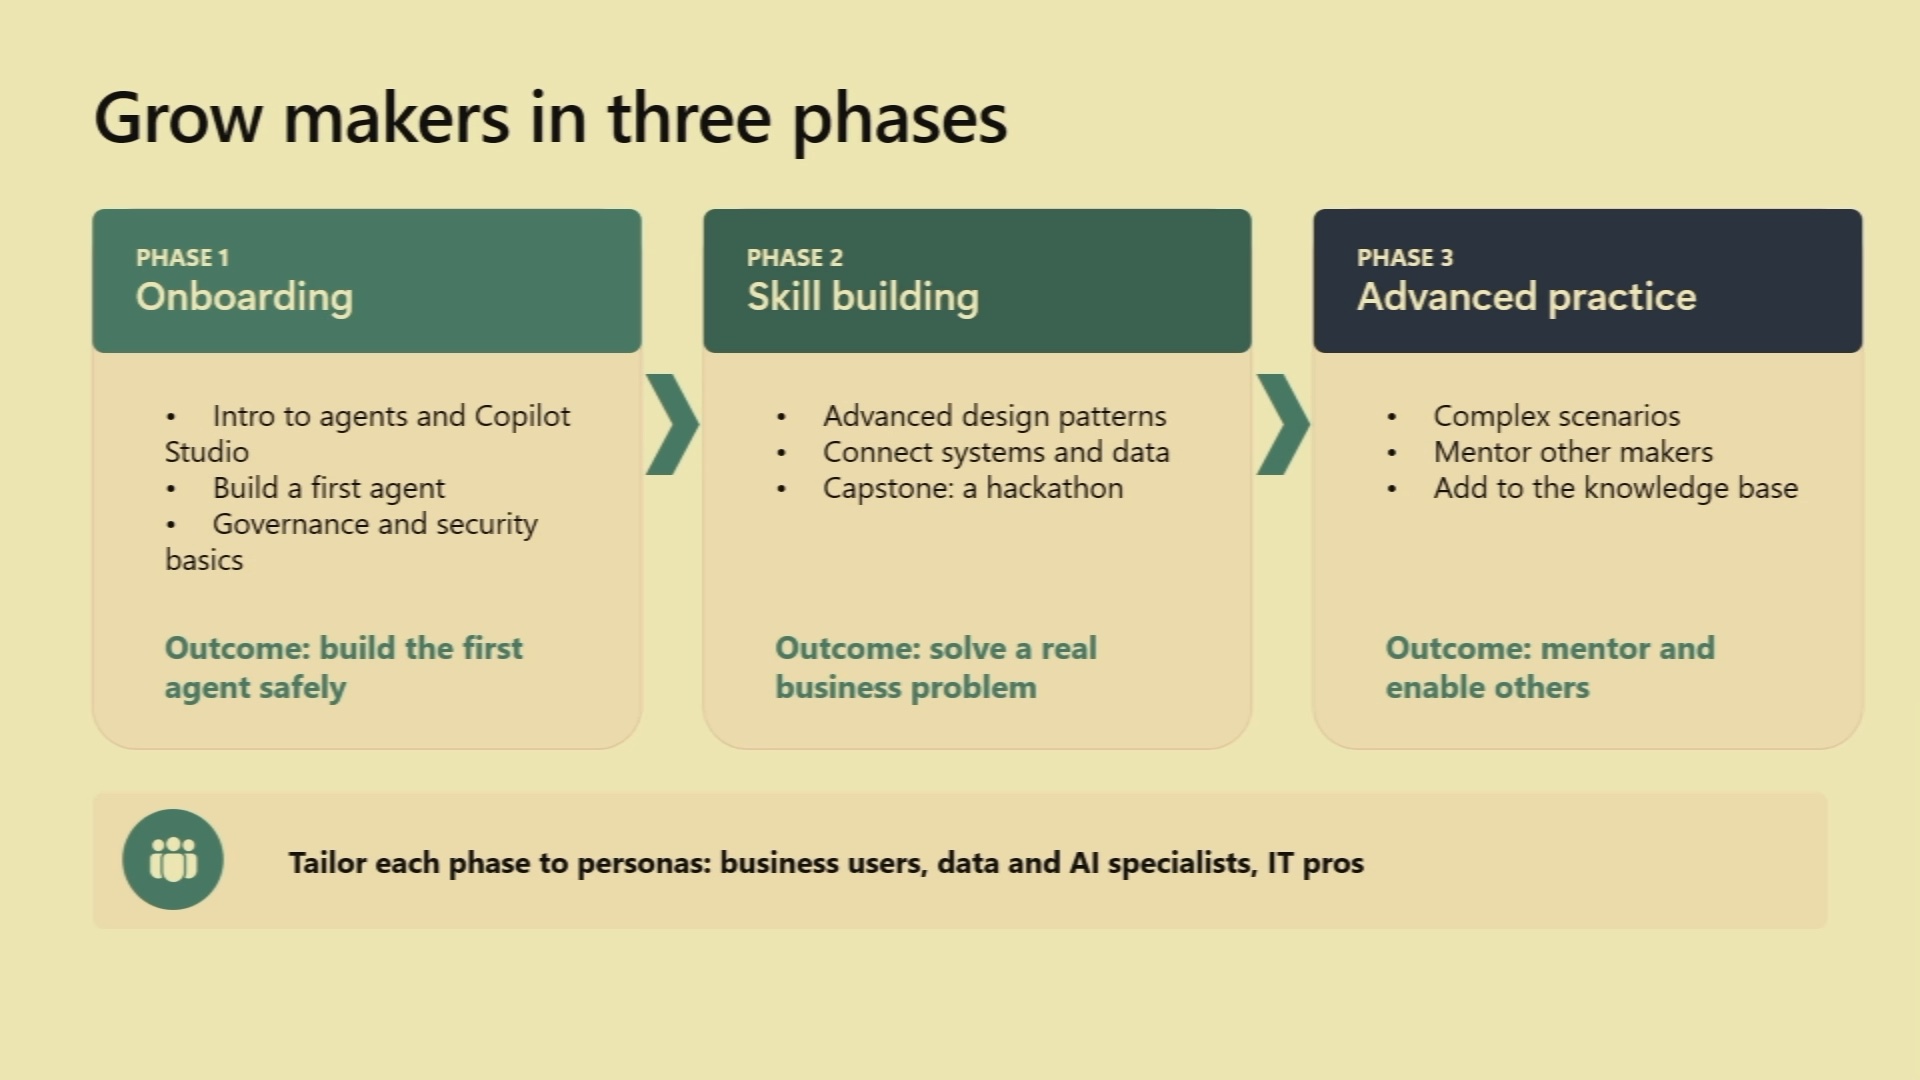 Grow makers in three phases
PHASE 1
Onboarding
• Intro to agents and Copilot
Studio
• Build a first agent
• Governance and security
basics
Outcome: build the first
agent safely
PHASE 2
Skill building
• Advanced design patterns
• Connect systems and data
• Capstone: a hackathon
Outcome: solve a real
business problem
PHASE 3
Advanced practice
• Complex scenarios
• Mentor other makers
• Add to the knowledge base
Outcome: mentor and
enable others
Tailor each phase to personas: business users, data and AI specialists, IT pros